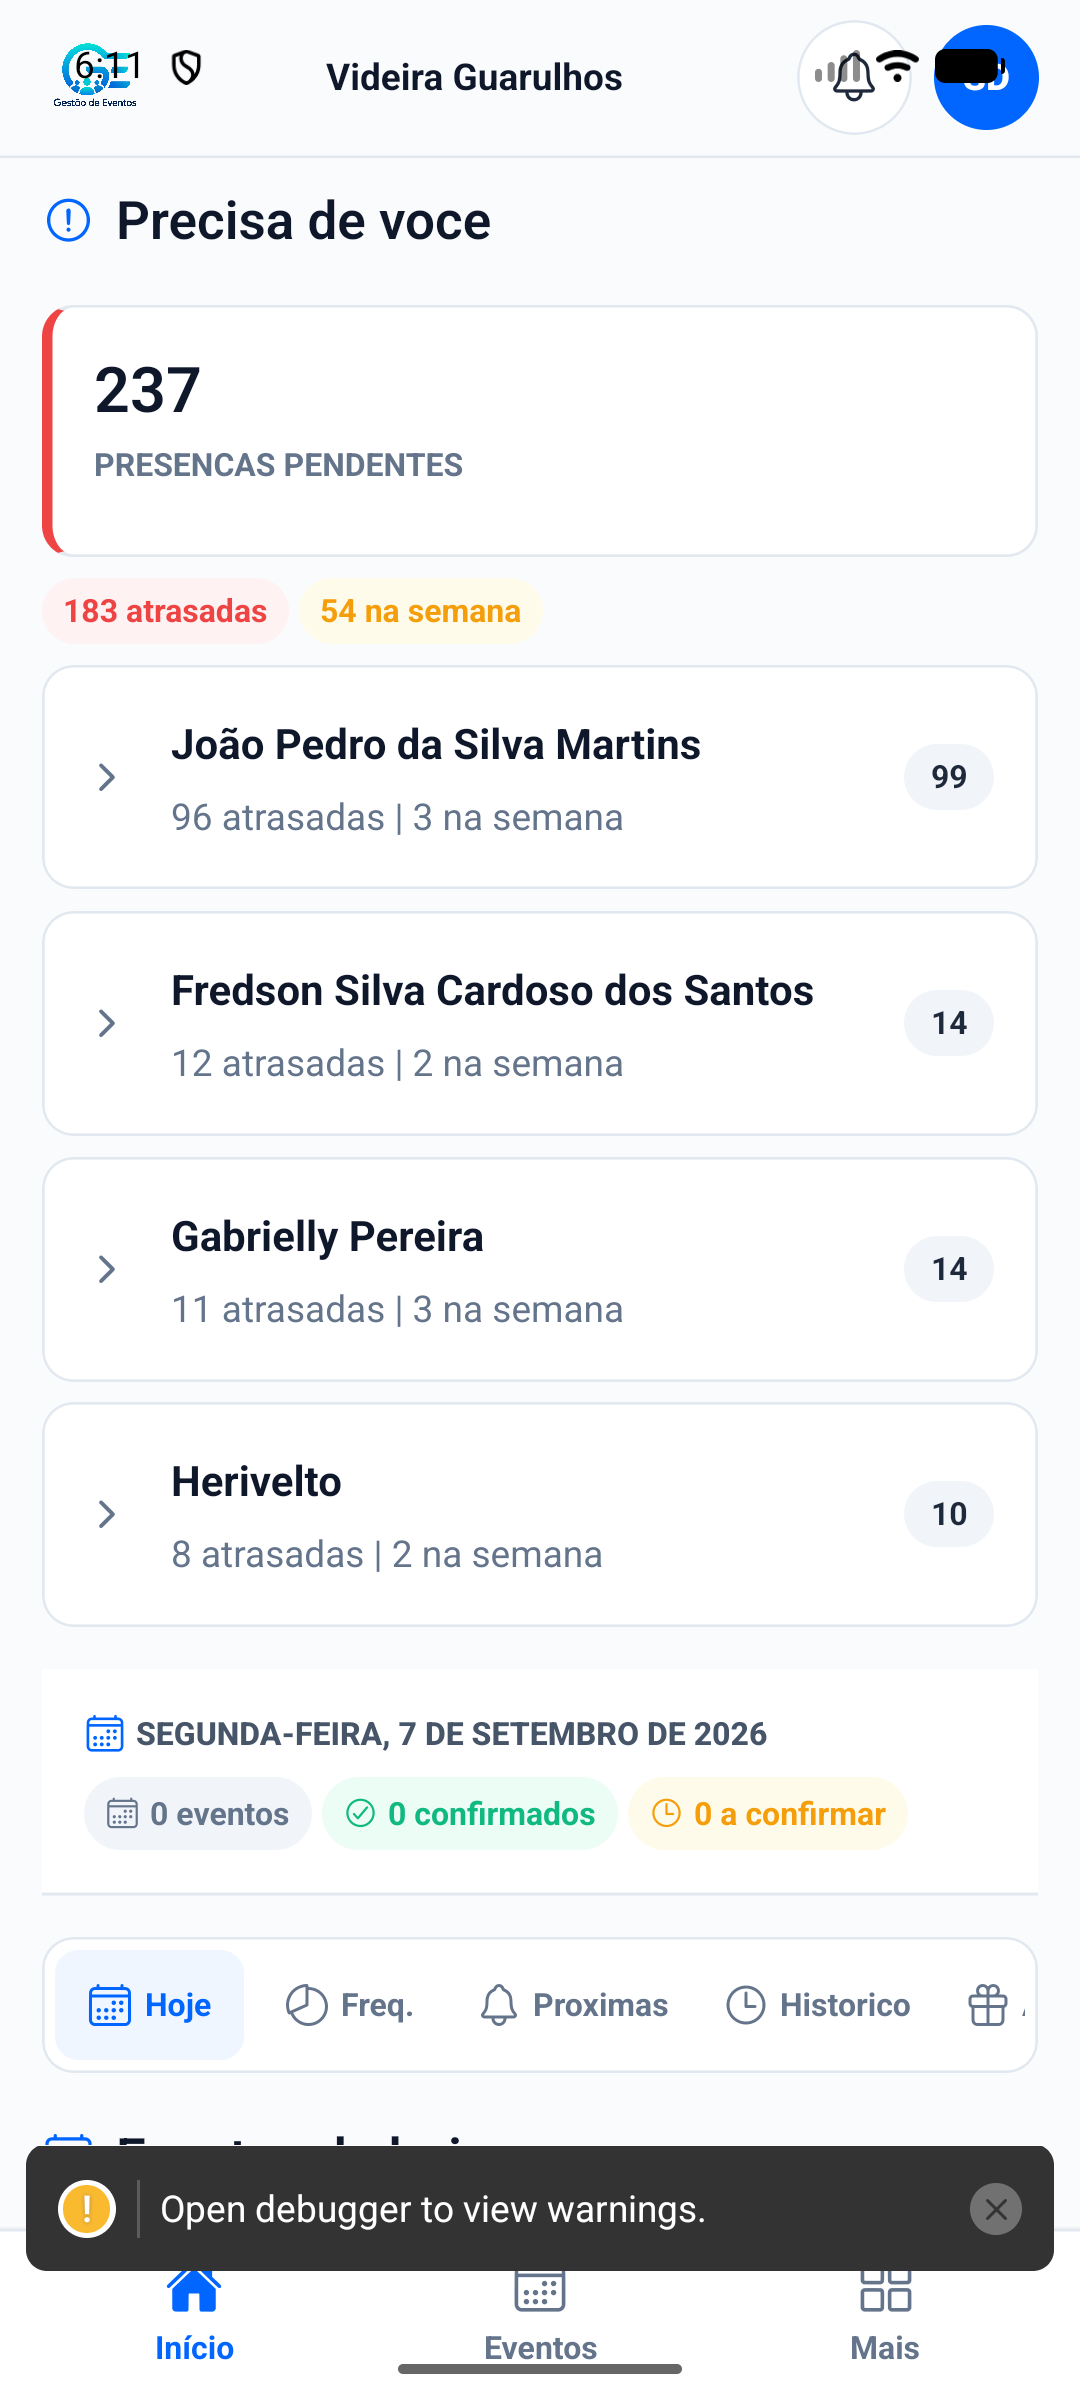 6:11
Gestão de Eventos
Videira Guarulhos
Precisa de voce
237
PRESENCAS PENDENTES
183 atrasadas
54 na semana
João Pedro da Silva Martins
96 atrasadas | 3 na semana
99
Fredson Silva Cardoso dos Santos
12 atrasadas | 2 na semana
14
Gabrielly Pereira
11 atrasadas | 3 na semana
14
Herivelto
8 atrasadas | 2 na semana
10
SEGUNDA-FEIRA, 7 DE SETEMBRO DE 2026
0 eventos
0 confirmados
0 a confirmar
Hoje
Freq.
Proximas
Historico
Open debugger to view warnings.
Início
Eventos
Mais